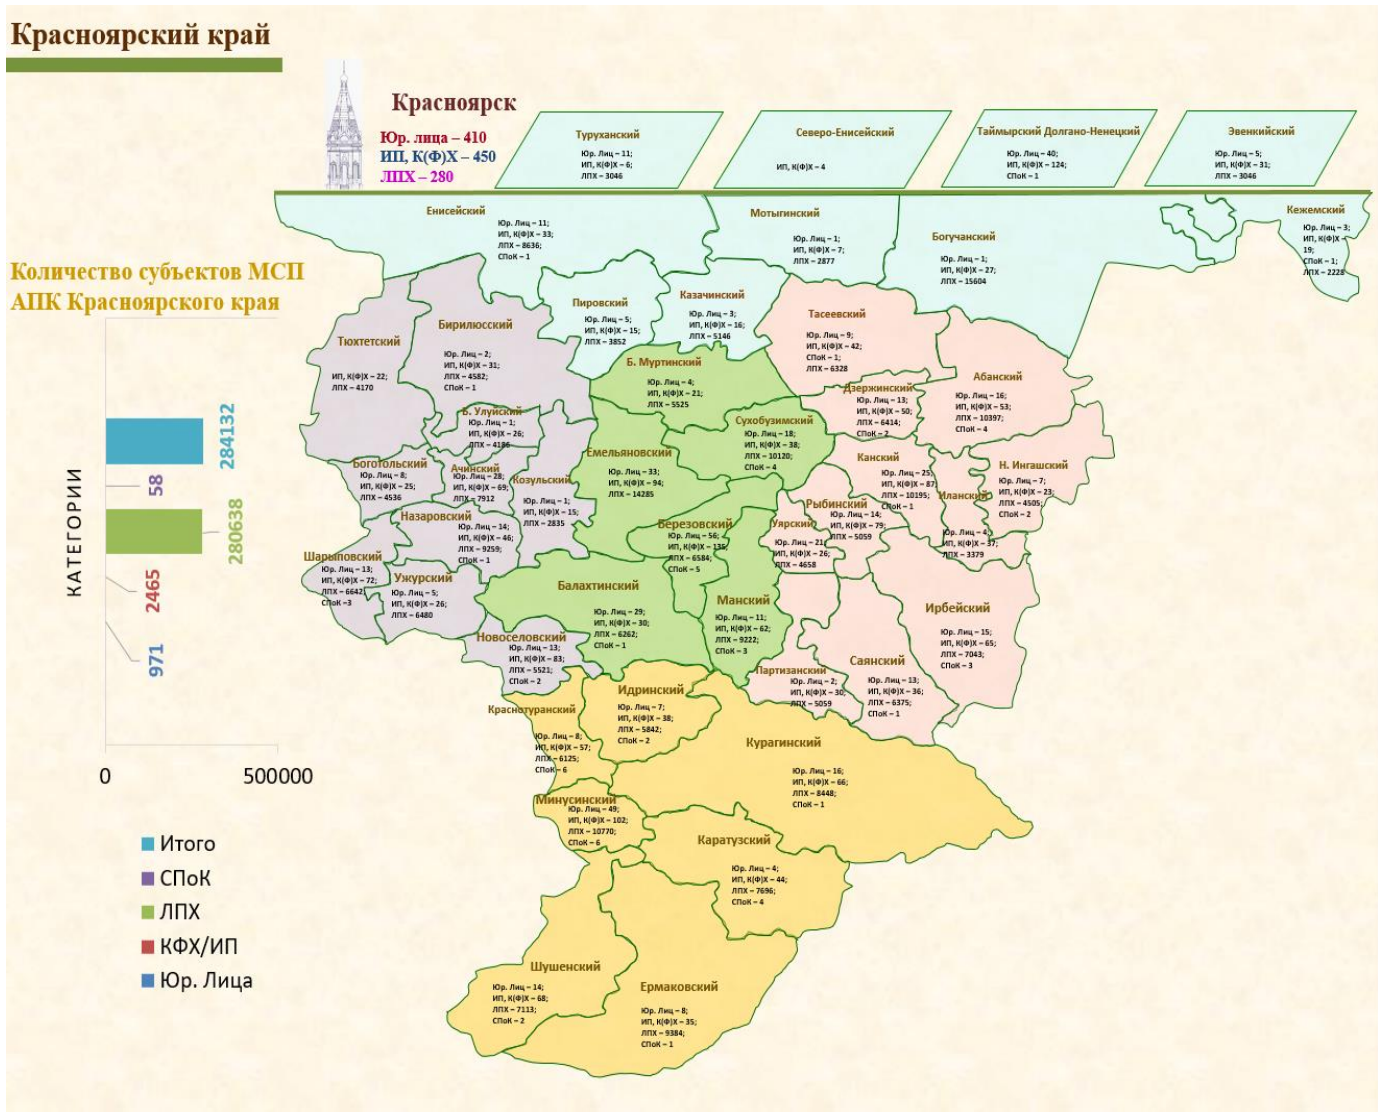 Красноярский край
Красноярск
Юр. лица – 410
ИП, К(Ф)Х – 450
ЛПХ – 280
Туруханский
Юр. Лиц – 11;
ИП, К(Ф)Х – 6;
ЛПХ – 3046
Северо-Енисейский
ИП, К(Ф)Х – 4
Таймырский Долгано-Ненецкий
Юр. Лиц – 40;
ИП, К(Ф)Х – 124;
СПоК – 1
Эвенкийский
Юр. Лиц – 5;
ИП, К(Ф)Х – 31;
ЛПХ – 3046
Енисейский
Юр. Лиц – 11;
ИП, К(Ф)Х – 33;
ЛПХ – 8636;
СПоК – 1
Мотыгинский
Юр. Лиц – 1;
ИП, К(Ф)Х – 7;
ЛПХ – 2877
Богучанский
Юр. Лиц – 1;
ИП, К(Ф)Х – 27;
ЛПХ – 15604
Кежемский
Юр. Лиц – 3;
ИП, К(Ф)Х –
19;
СПоК – 1;
ЛПХ – 2228
Количество субъектов МСП
АПК Красноярского края
Пировский
Юр. Лиц – 5;
ИП, К(Ф)Х – 15;
ЛПХ – 3852
Казачинский
Юр. Лиц – 3;
ИП, К(Ф)Х – 16;
ЛПХ – 5146
Тасеевский
Юр. Лиц – 9;
ИП, К(Ф)Х – 42;
СПоК – 1;
ЛПХ – 6328
Тюхтетский
ИП, К(Ф)Х – 22;
ЛПХ – 4170
Бирилюсский
Юр. Лиц – 2;
ИП, К(Ф)Х – 31;
ЛПХ – 4582;
СПоК – 1
Б. Муртинский
Юр. Лиц – 4;
ИП, К(Ф)Х – 21;
ЛПХ – 5525
Дзержинский
Юр. Лиц – 13;
ИП, К(Ф)Х – 50;
ЛПХ – 6414;
СПоК – 2
Абанский
Юр. Лиц – 16;
ИП, К(Ф)Х – 53;
ЛПХ – 10397;
СПоК – 4
Б. Улуйский
Юр. Лиц – 1;
ИП, К(Ф)Х – 26;
ЛПХ – 4186
Сухобузимский
Юр. Лиц – 18;
ИП, К(Ф)Х – 38;
ЛПХ – 10120;
СПоК – 4
Боготольский
Юр. Лиц – 8;
ИП, К(Ф)Х – 25;
ЛПХ – 4536
Ачинский
Юр. Лиц – 28;
ИП, К(Ф)Х – 69;
ЛПХ – 7912
Козульский
Юр. Лиц – 1;
ИП, К(Ф)Х – 15;
ЛПХ – 2835
Емельяновский
Юр. Лиц – 33;
ИП, К(Ф)Х – 94;
ЛПХ – 14285
Канский
Юр. Лиц – 25;
ИП, К(Ф)Х – 87;
ЛПХ – 10195;
СПоК – 1
Иланский
Юр. Лиц – 4;
ИП, К(Ф)Х – 37;
ЛПХ – 3379
Н. Ингашский
Юр. Лиц – 7;
ИП, К(Ф)Х – 23;
ЛПХ – 4505;
СПоК – 2
Назаровский
Юр. Лиц – 14;
ИП, К(Ф)Х – 46;
ЛПХ – 9259;
СПоК – 1
Березовский
Юр. Лиц – 56;
ИП, К(Ф)Х – 135;
ЛПХ – 6584;
СПоК – 5
Уярский
Юр. Лиц – 21;
ИП, К(Ф)Х – 26;
ЛПХ – 4658
Рыбинский
Юр. Лиц – 14;
ИП, К(Ф)Х – 79;
ЛПХ – 5059
Шарыповский
Юр. Лиц – 13;
ИП, К(Ф)Х – 72;
ЛПХ – 6642;
СПоК –3
Ужурский
Юр. Лиц – 5;
ИП, К(Ф)Х – 26;
ЛПХ – 6480
Балахтинский
Юр. Лиц – 29;
ИП, К(Ф)Х – 30;
ЛПХ – 6262;
СПоК – 1
Манский
Юр. Лиц – 11;
ИП, К(Ф)Х – 62;
ЛПХ – 9222;
СПоК – 3
Ирбейский
Юр. Лиц – 15;
ИП, К(Ф)Х – 65;
ЛПХ – 7043;
СПоК – 3
Новоселовский
Юр. Лиц – 13;
ИП, К(Ф)Х – 83;
ЛПХ – 5521;
СПоК – 2
Партизанский
Юр. Лиц – 2;
ИП, К(Ф)Х – 30;
ЛПХ – 5059
Саянский
Юр. Лиц – 13;
ИП, К(Ф)Х – 36;
ЛПХ – 6375;
СПоК – 1
Краснотуранский
Юр. Лиц – 8;
ИП, К(Ф)Х – 57;
ЛПХ – 6125;
СПоК – 6
Идринский
Юр. Лиц – 7;
ИП, К(Ф)Х – 38;
ЛПХ – 5842;
СПоК – 2
Курагинский
Юр. Лиц – 16;
ИП, К(Ф)Х – 66;
ЛПХ – 8448;
СПоК – 1
Минусинский
Юр. Лиц – 49;
ИП, К(Ф)Х – 102;
ЛПХ – 10770;
СПоК – 6
Каратузский
Юр. Лиц – 4;
ИП, К(Ф)Х – 44;
ЛПХ – 7696;
СПоК – 4
Шушенский
Юр. Лиц – 14;
ИП, К(Ф)Х – 68;
ЛПХ – 7113;
СПоК – 2
Ермаковский
Юр. Лиц – 8;
ИП, К(Ф)Х – 35;
ЛПХ – 9384;
СПоК – 1
КАТЕГОРИИ
284132
58
280638
2465
971
0
500000
Итого
СПоК
ЛПХ
КФХ/ИП
Юр. Лица